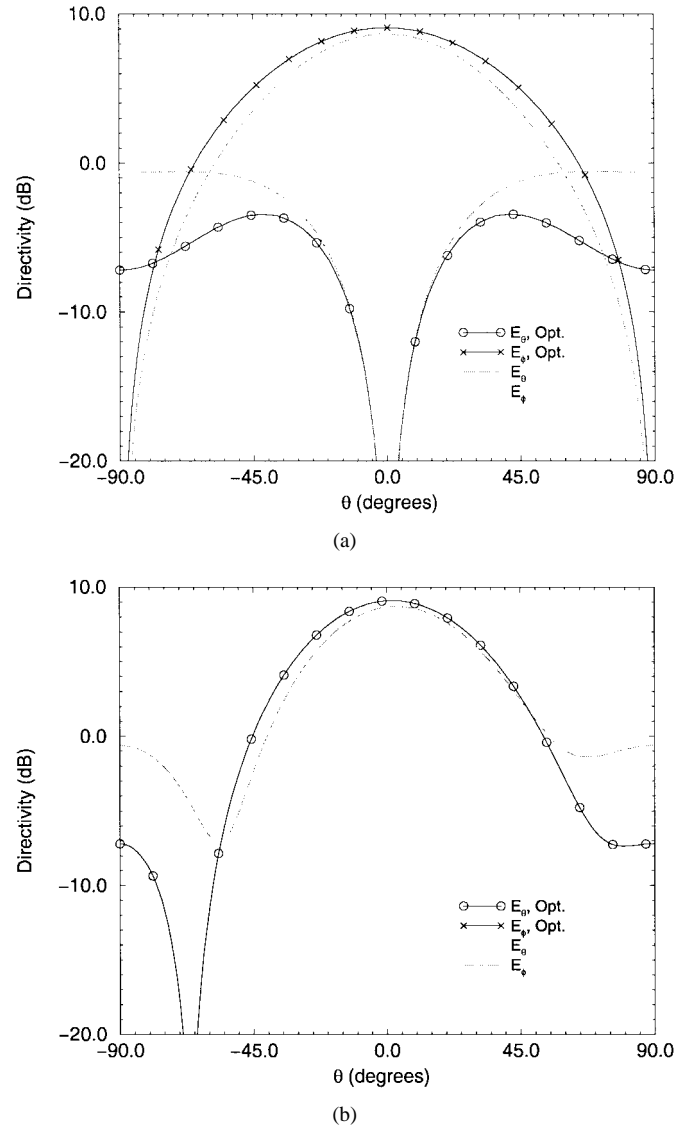 10.0
0.0
−10.0
−20.0
Directivity (dB)
E_θ, Opt.
E_ϕ, Opt.
E_θ
E_ϕ
−90.0 −45.0 0.0 45.0 90.0
θ (degrees)
(a)
10.0
0.0
−10.0
−20.0
Directivity (dB)
E_θ, Opt.
E_ϕ, Opt.
E_θ
E_ϕ
−90.0 −45.0 0.0 45.0 90.0
θ (degrees)
(b)